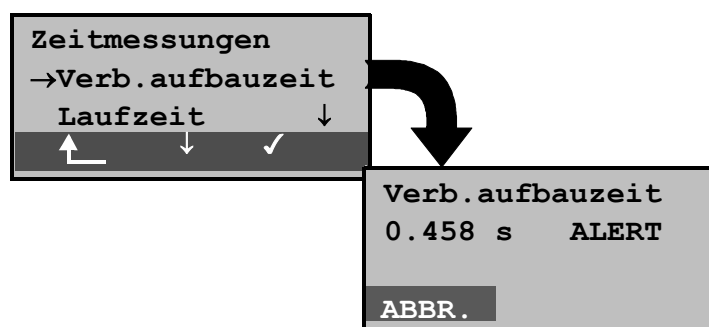 Zeitmessungen
→Verb.aufbauzeit
Laufzeit ↓
↓ ✓
Verb.aufbauzeit
0.458 s ALERT
ABBR.